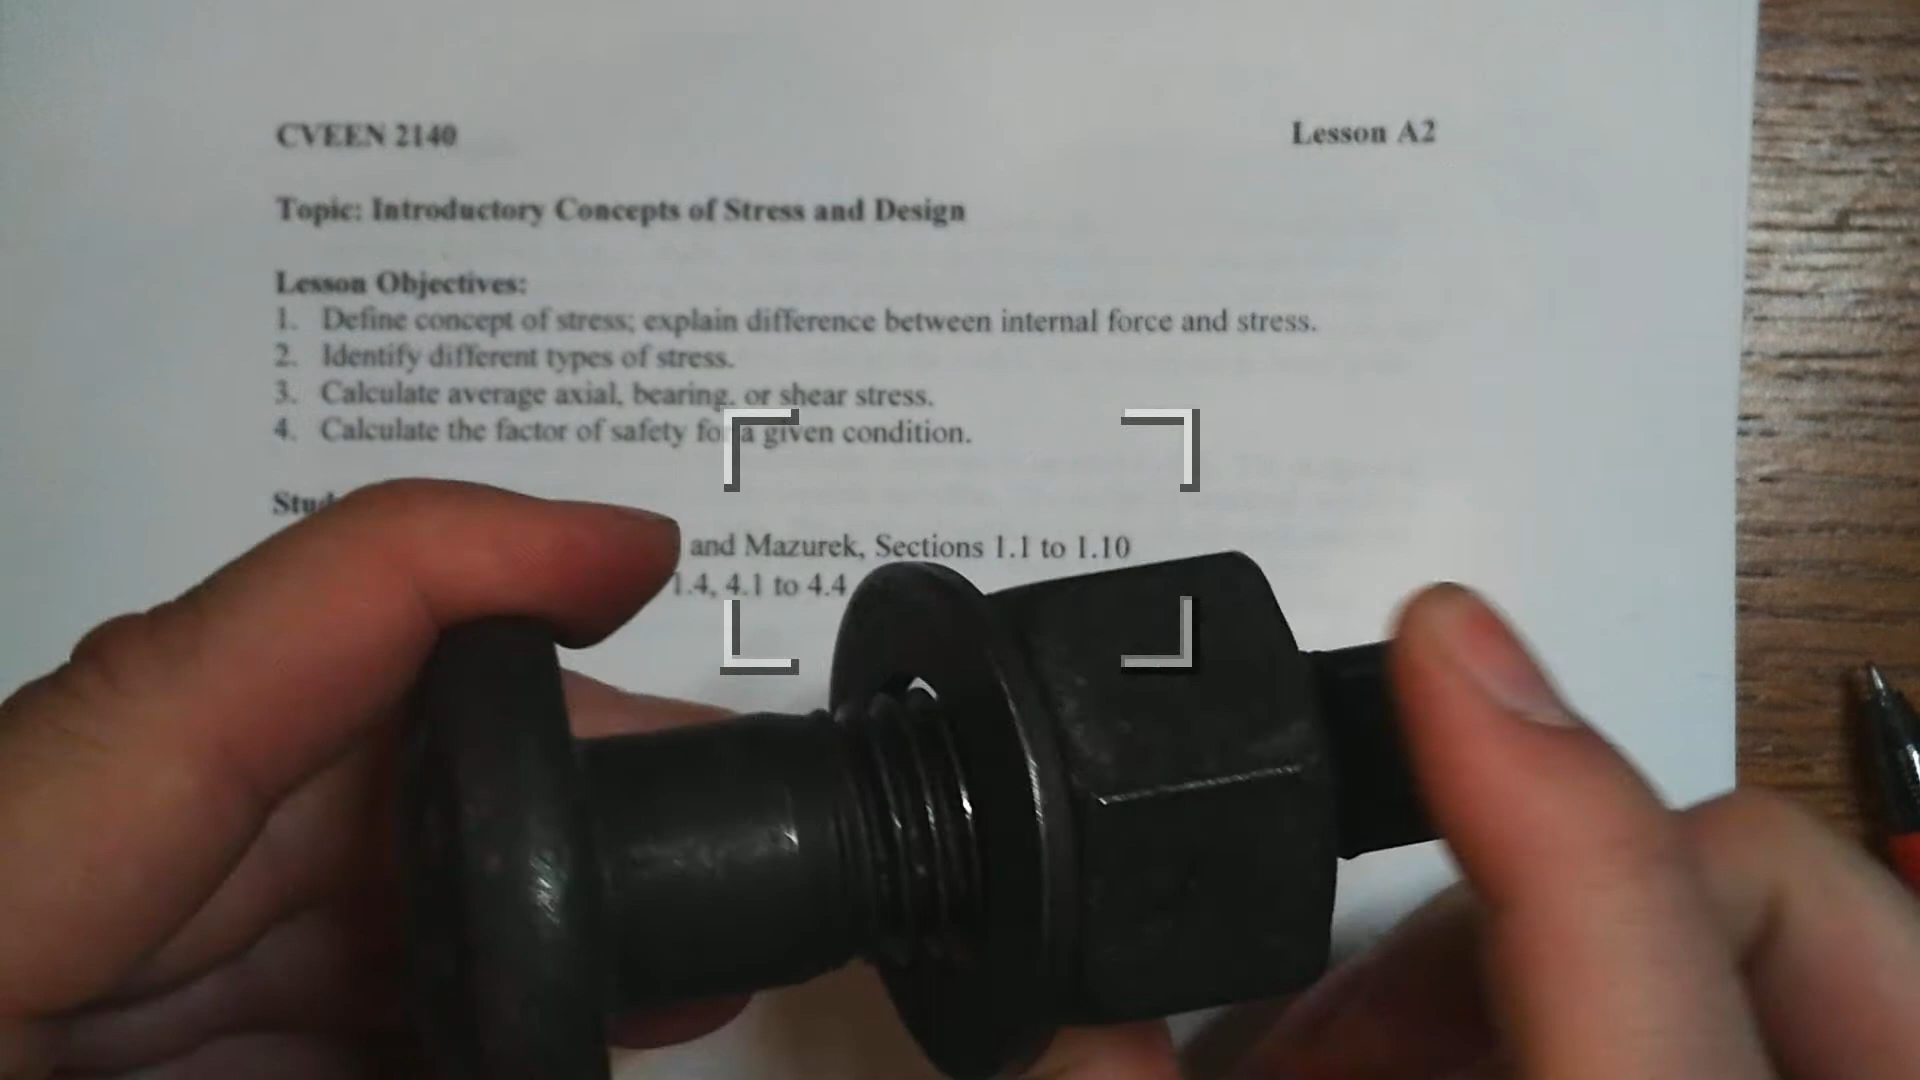 CVEEN 2140 Lesson A2
Topic: Introductory Concepts of Stress and Design
Lesson Objectives:
1. Define concept of stress; explain difference between internal force and stress.
2. Identify different types of stress.
3. Calculate average axial, bearing, or shear stress.
4. Calculate the factor of safety for a given condition.
and Mazurek, Sections 1.1 to 1.10
1.4, 4.1 to 4.4